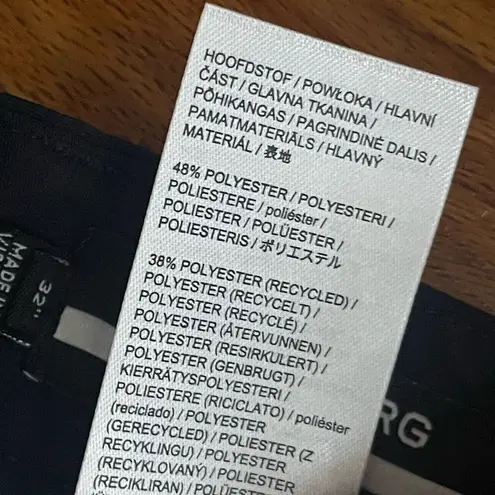 HOOFDSTOF / POWŁOKA / HLAVNÍ
ČÁST / GLAVNA TKANINA /
PÕHIKANGAS / PAGRINDINĖ DALIS /
PAMATMATERIĀLS / HLAVNÝ
MATERIÁL / 表地
48% POLYESTER / POLYESTERI /
POLIESTERE / poliéster /
POLIESTER / POLÜESTER /
POLIESTERIS / ポリエステル
38% POLYESTER (RECYCLED) /
POLYESTER (RECYCELT) /
POLYESTER (RECYCLÉ) /
POLYESTER (ÅTERVUNNEN) /
POLYESTER (RESIRKULERT) /
POLYESTER (GENBRUGT) /
KIERRÄTYSPOLYESTERI /
POLIESTERE (RICICLATO) / poliéster
(reciclado) / POLYESTER
(GERECYCLED) / POLIESTER (Z
RECYKLINGU) / POLYESTER
(RECYKLOVANÝ) / POLIESTER
(RECIKLIRAN) / POLÜESTER
MADE
32"
RG